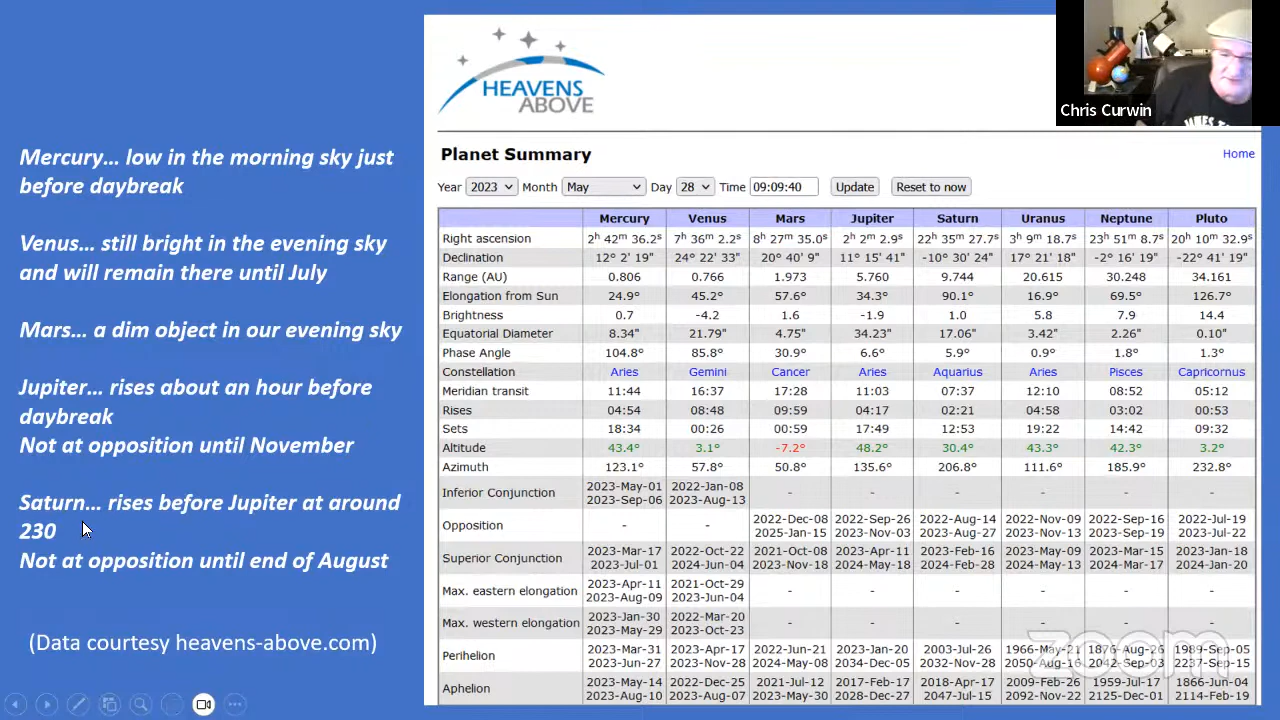 Mercury... low in the morning sky just
before daybreak
Venus... still bright in the evening sky
and will remain there until July
Mars... a dim object in our evening sky
Jupiter... rises about an hour before
daybreak
Not at opposition until November
Saturn... rises before Jupiter at around
230
Not at opposition until end of August
(Data courtesy heavens-above.com)
HEAVENS
ABOVE
Chris Curwin
Planet Summary Home
Year 2023 Month May Day 28 Time 09:09:40 Update Reset to now
Mercury Venus Mars Jupiter Saturn Uranus Neptune Pluto
Right ascension 2h 42m 36.2s 7h 36m 2.2s 8h 27m 35.0s 2h 2m 2.9s 22h 35m 27.7s 3h 9m 18.7s 23h 51m 8.7s 20h 10m 32.9s
Declination 12° 2' 19" 24° 22' 33" 20° 40' 9" 11° 15' 41" -10° 30' 24" 17° 21' 18" -2° 16' 19" -22° 41' 19"
Range (AU) 0.806 0.766 1.973 5.760 9.744 20.615 30.248 34.161
Elongation from Sun 24.9° 45.2° 57.6° 34.3° 90.1° 16.9° 69.5° 126.7°
Brightness 0.7 -4.2 1.6 -1.9 1.0 5.8 7.9 14.4
Equatorial Diameter 8.34" 21.79" 4.75" 34.23" 17.06" 3.42" 2.26" 0.10"
Phase Angle 104.8° 85.8° 30.9° 6.6° 5.9° 0.9° 1.8° 1.3°
Constellation Aries Gemini Cancer Aries Aquarius Aries Pisces Capricornus
Meridian transit 11:44 16:37 17:28 11:03 07:37 12:10 08:52 05:12
Rises 04:54 08:48 09:59 04:17 02:21 04:58 03:02 00:53
Sets 18:34 00:26 00:59 17:49 12:53 19:22 14:42 09:32
Altitude 43.4° 3.1° -7.2° 48.2° 30.4° 43.3° 42.3° 3.2°
Azimuth 123.1° 57.8° 50.8° 135.6° 206.8° 111.6° 185.9° 232.8°
Inferior Conjunction 2023-May-01 2022-Jan-08 - - - - - -
2023-Sep-06 2023-Aug-13
Opposition - - 2022-Dec-08 2022-Sep-26 2022-Aug-14 2022-Nov-09 2022-Sep-16 2022-Jul-19
2025-Jan-15 2023-Nov-03 2023-Aug-27 2023-Nov-13 2023-Sep-19 2023-Jul-22
Superior Conjunction 2023-Mar-17 2022-Oct-22 2021-Oct-08 2023-Apr-11 2023-Feb-16 2023-May-09 2023-Mar-15 2023-Jan-18
2023-Jul-01 2024-Jun-04 2023-Nov-18 2024-May-18 2024-Feb-28 2024-May-13 2024-Mar-17 2024-Jan-20
Max. eastern elongation 2023-Apr-11 2021-Oct-29 - - - - - -
2023-Aug-09 2023-Jun-04
Max. western elongation 2023-Jan-30 2022-Mar-20 - - - - - -
2023-May-29 2023-Oct-23
Perihelion 2023-Mar-31 2023-Apr-17 2022-Jun-21 2023-Jan-20 2003-Jul-26 1966-May-21 1876-Aug-26 1989-Sep-05
2023-Jun-27 2023-Nov-28 2024-May-08 2034-Dec-05 2032-Nov-28 2050-Aug-16 2042-Sep-03 2237-Sep-15
Aphelion 2023-May-14 2022-Dec-25 2021-Jul-12 2017-Feb-17 2018-Apr-17 2009-Feb-26 1959-Jul-17 1866-Jun-04
2023-Aug-10 2023-Aug-07 2023-May-30 2028-Dec-27 2047-Jul-15 2092-Nov-22 2125-Dec-01 2114-Feb-19
zoom